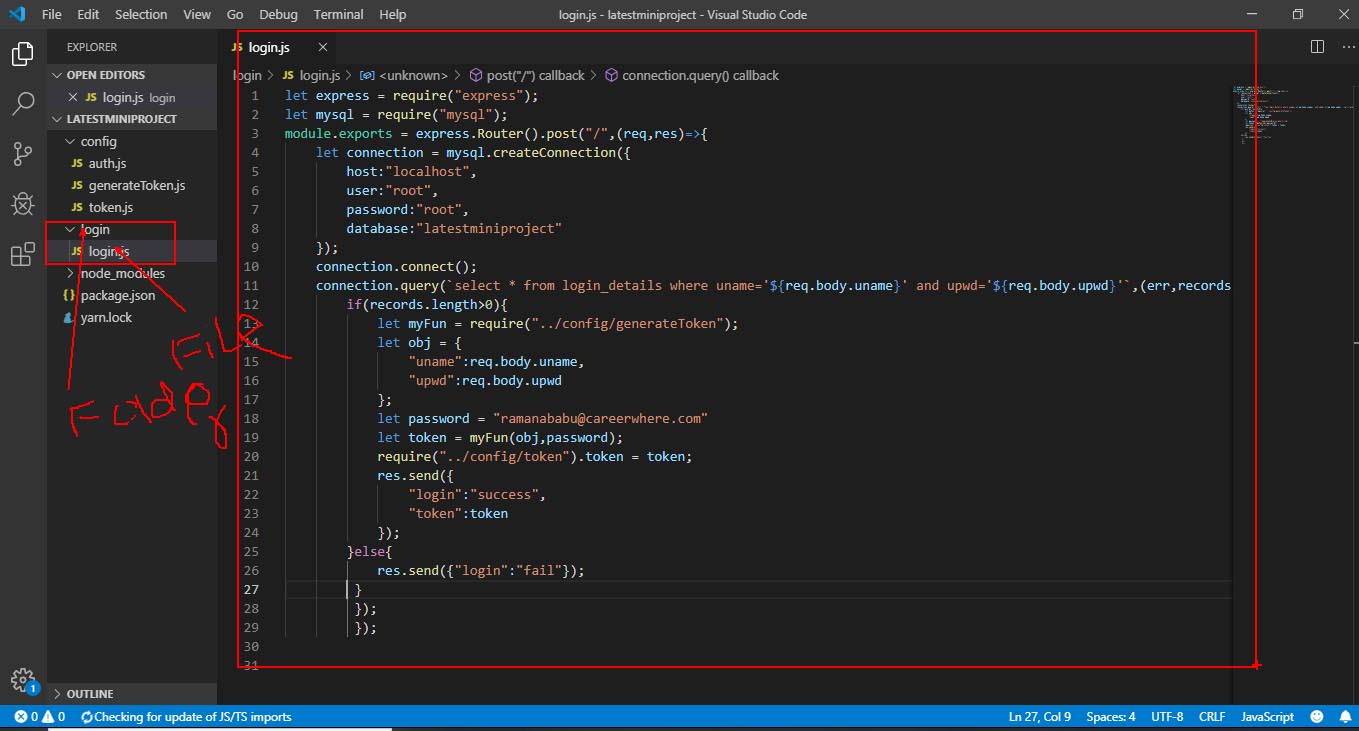 File Edit Selection View Go Debug Terminal Help login.js - latestminiproject - Visual Studio Code
EXPLORER
OPEN EDITORS
JS login.js login
LATESTMINIPROJECT
config
JS auth.js
JS generateToken.js
JS token.js
login
JS login.js
node_modules
{} package.json
yarn.lock
File
JS login.js
login > JS login.js > <unknown> > post("/") callback > connection.query() callback
1 let express = require("express");
2 let mysql = require("mysql");
3 module.exports = express.Router().post("/",(req,res)=>{
4 let connection = mysql.createConnection({
5 host:"localhost",
6 user:"root",
7 password:"root",
8 database:"latestminiproject"
9 });
10 connection.connect();
11 connection.query(`select * from login_details where uname='${req.body.uname}' and upwd='${req.body.upwd}'`,(err,records
12 if(records.length>0){
13 let myFun = require("../config/generateToken");
14 let obj = {
15 "uname":req.body.uname,
16 "upwd":req.body.upwd
17 };
18 let password = "ramanababu@careerwhere.com"
19 let token = myFun(obj,password);
20 require("../config/token").token = token;
21 res.send({
22 "login":"success",
23 "token":token
24 });
25 }else{
26 res.send({"login":"fail"});
27 }
28 });
29 });
30
31
OUTLINE
1
0 0 Checking for update of JS/TS imports Ln 27, Col 9 Spaces: 4 UTF-8 CRLF JavaScript